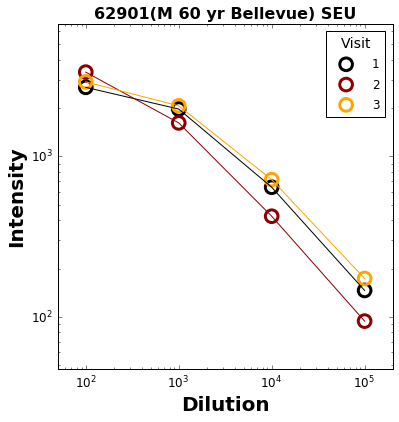 62901(M 60 yr Bellevue) SEU
Visit
1
2
3
Intensity
10³
10²
10² 10³ 10⁴ 10⁵
Dilution